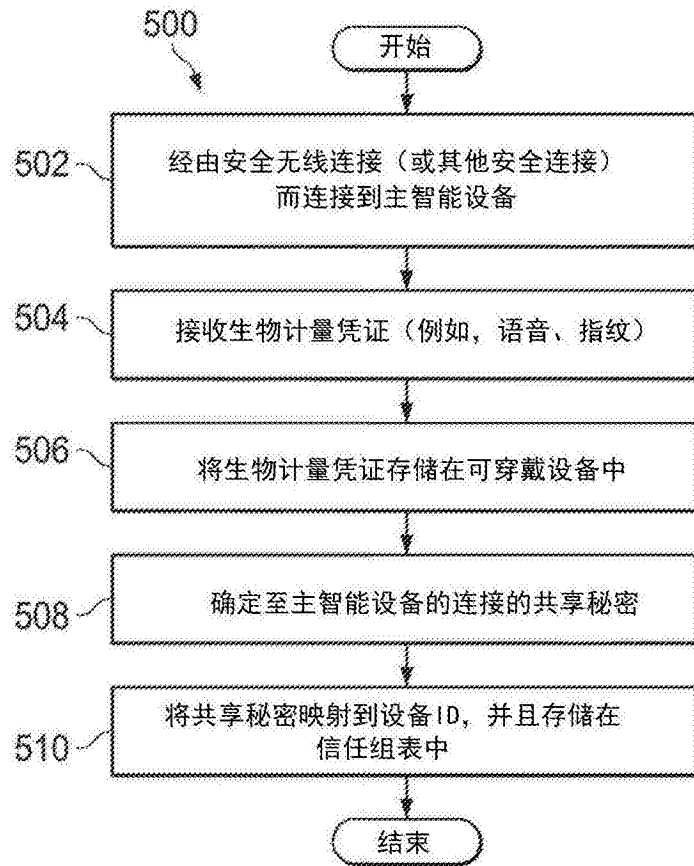 500
开始
502
经由安全无线连接（或其他安全连接）
而连接到主智能设备
504
接收生物计量凭证（例如，语音、指纹）
506
将生物计量凭证存储在可穿戴设备中
508
确定至主智能设备的连接的共享秘密
510
将共享秘密映射到设备ID，并且存储在
信任组表中
结束